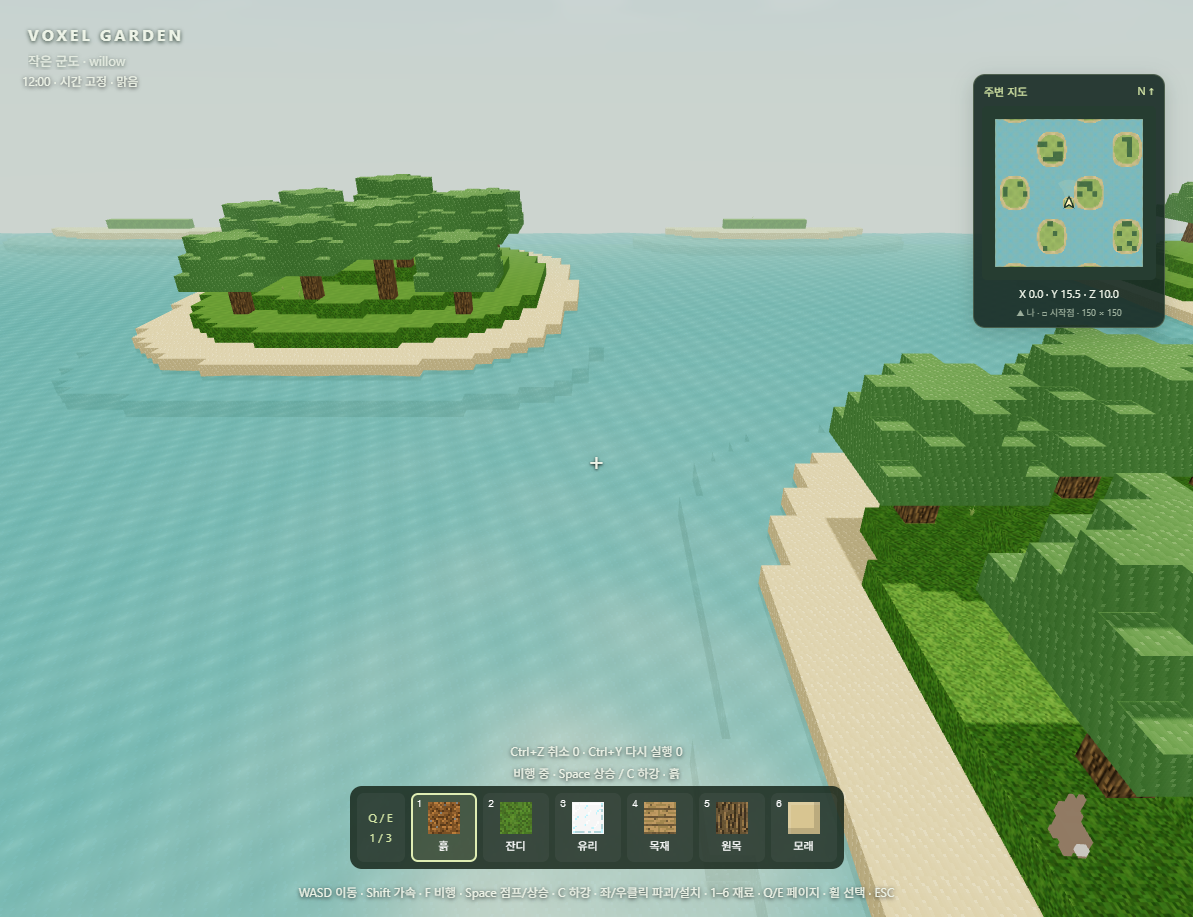 VOXEL GARDEN
작은 군도 · willow
12:00 · 시간 고정 · 맑음
주변 지도 N ↑
X 0.0 · Y 15.5 · Z 10.0
▲ 나 · □ 시작점 · 150 × 150
Ctrl+Z 취소 0 · Ctrl+Y 다시 실행 0
비행 중 · Space 상승 / C 하강 · 흙
Q / E
1 / 3
1 흙
2 잔디
3 유리
4 목재
5 원목
6 모래
WASD 이동 · Shift 가속 · F 비행 · Space 점프/상승 · C 하강 · 좌/우클릭 파괴/설치 · 1–6 재료 · Q/E 페이지 · 휠 선택 · ESC